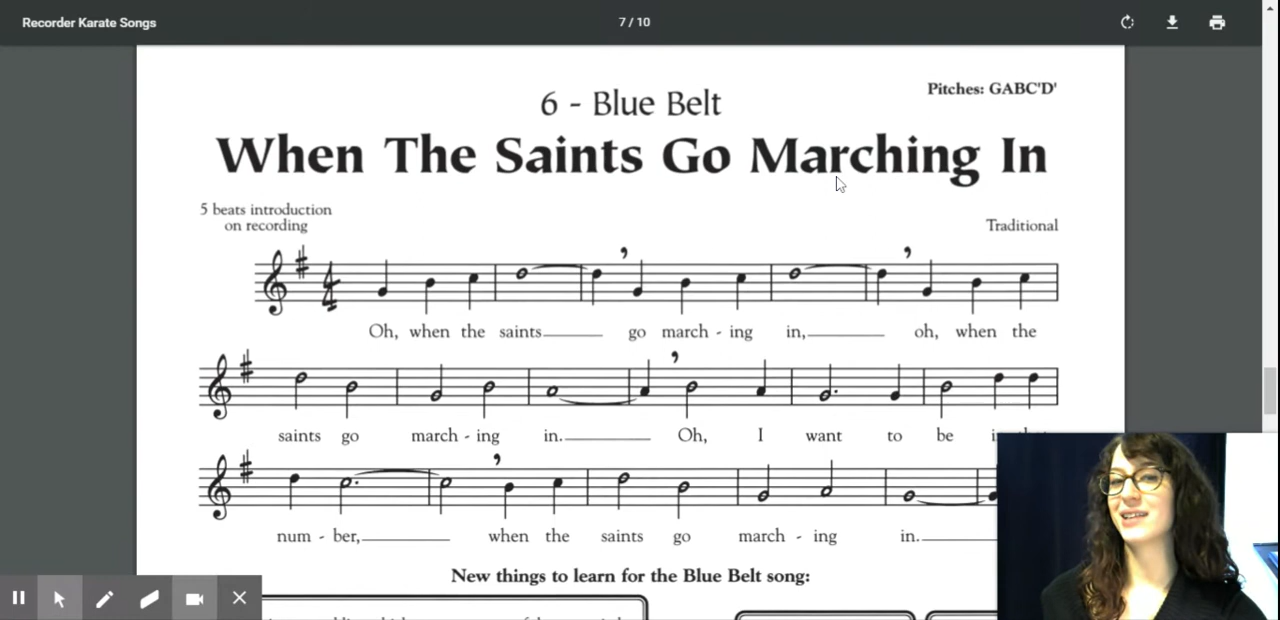 Recorder Karate Songs
7 / 10
Pitches: GABC'D'
6 - Blue Belt
When The Saints Go Marching In
5 beats introduction
on recording
Traditional
Oh, when the saints go march - ing in, oh, when the
saints go march - ing in. Oh, I want to be
num - ber, when the saints go march - ing in.
New things to learn for the Blue Belt song: